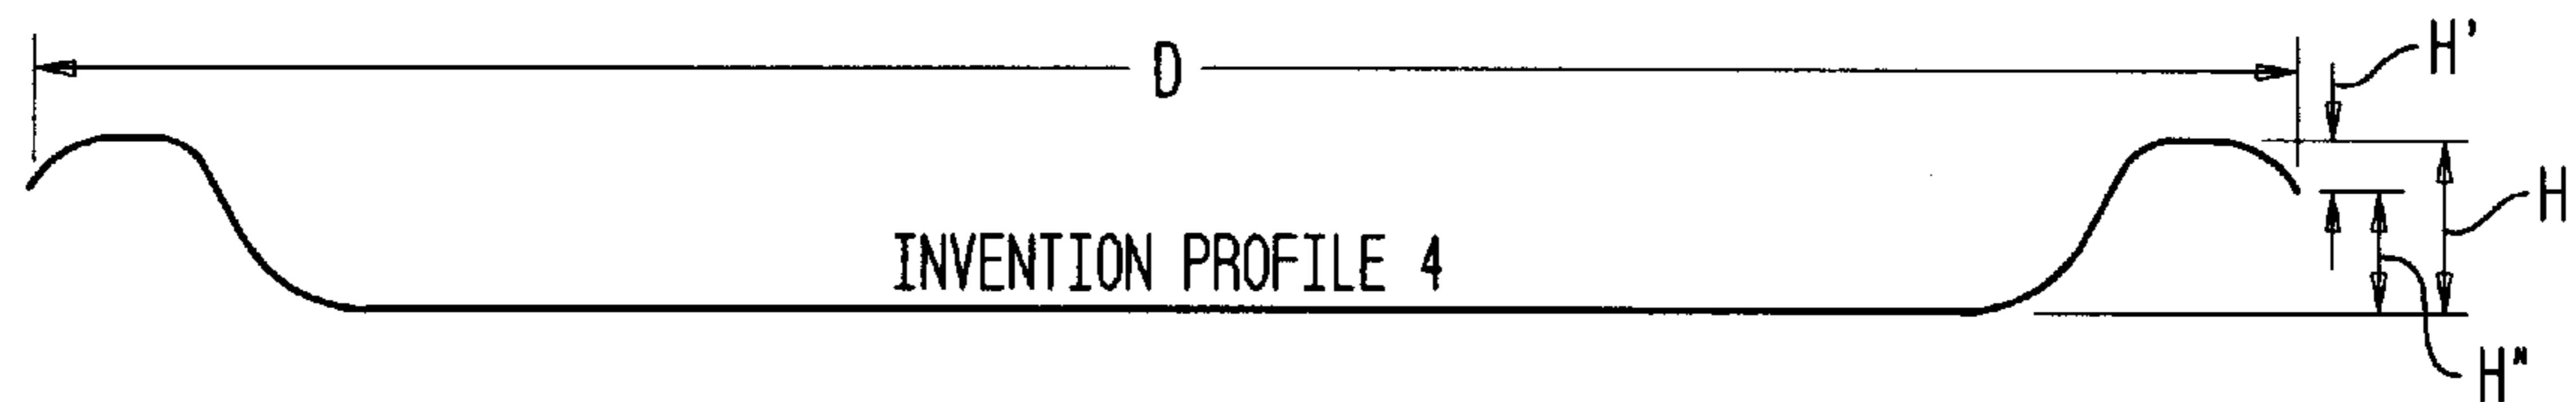 D
H'
H
INVENTION PROFILE 4
H"